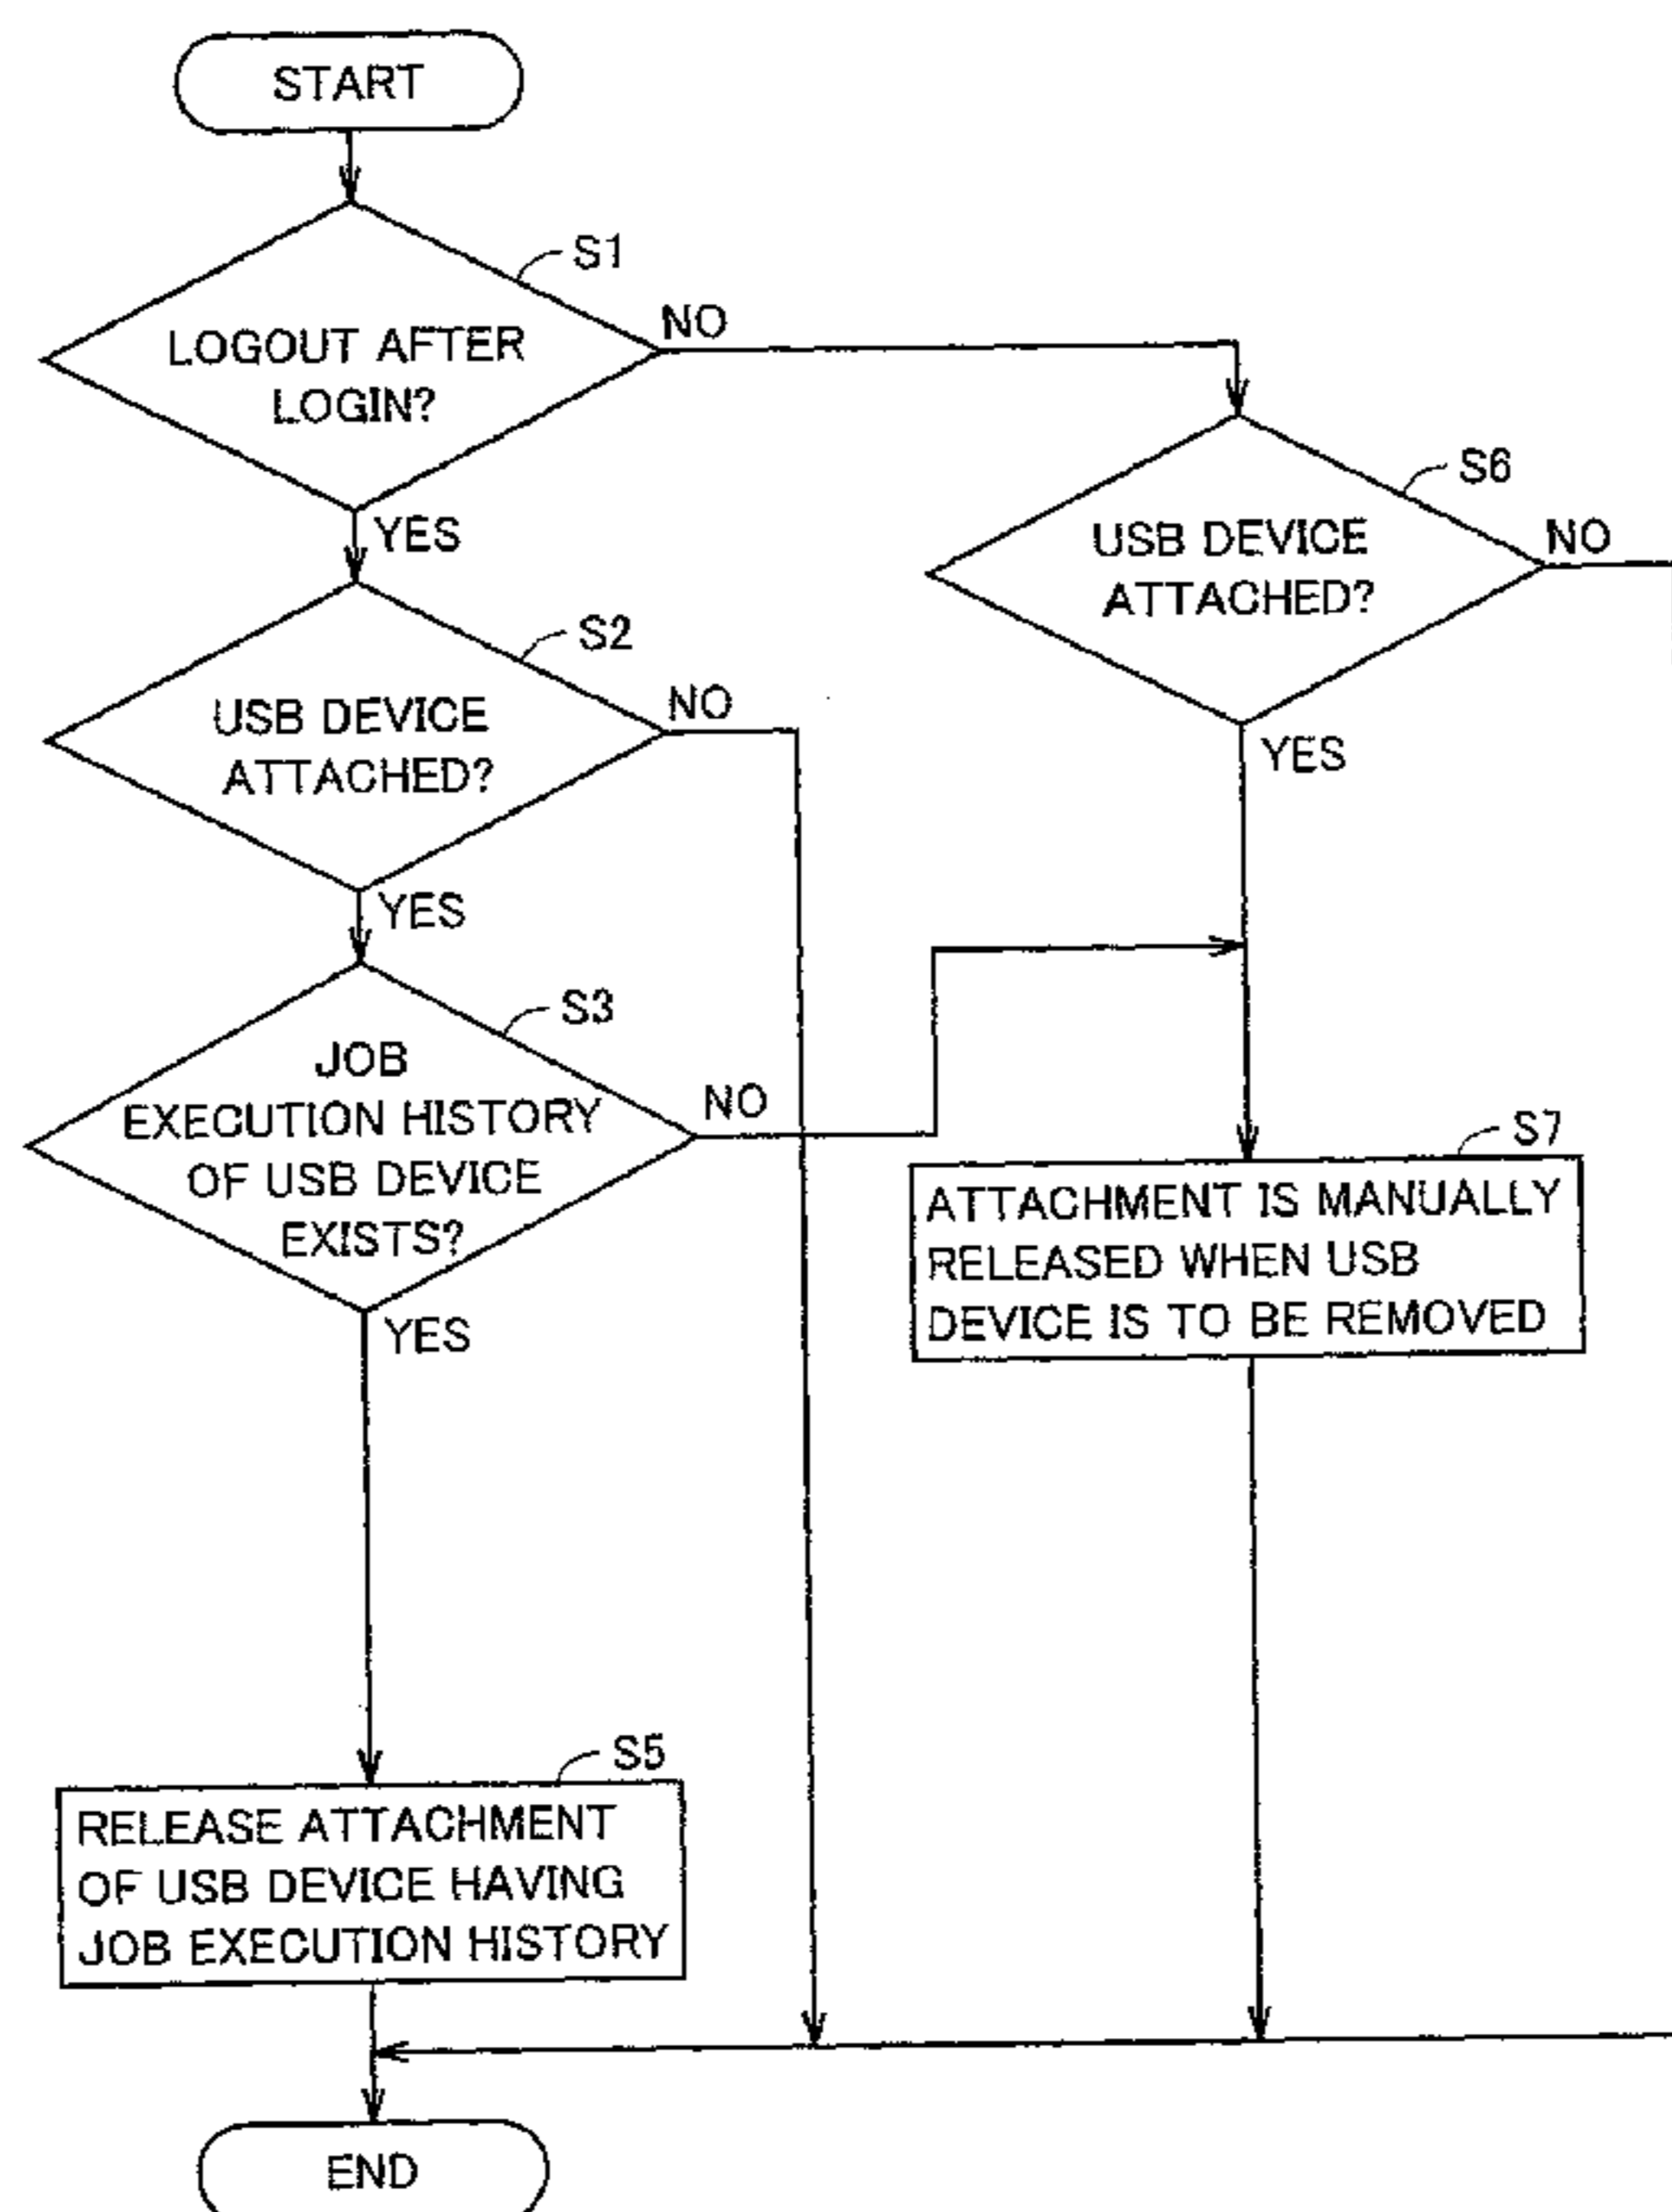 START
S1
LOGOUT AFTER
LOGIN?
NO
YES
S2
USB DEVICE
ATTACHED?
NO
YES
S3
JOB
EXECUTION HISTORY
OF USB DEVICE
EXISTS?
NO
YES
S5
RELEASE ATTACHMENT
OF USB DEVICE HAVING
JOB EXECUTION HISTORY
END
S6
USB DEVICE
ATTACHED?
NO
YES
S7
ATTACHMENT IS MANUALLY
RELEASED WHEN USB
DEVICE IS TO BE REMOVED